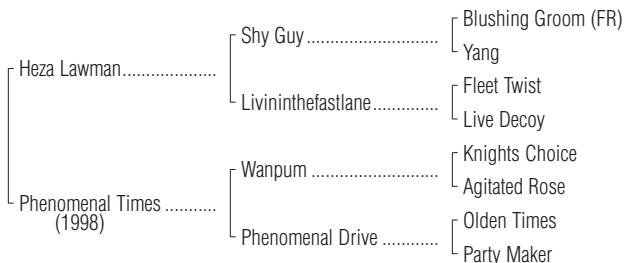 Blushing Groom (FR)
Shy Guy
Yang
Heza Lawman
Fleet Twist
Livininthefastlane
Live Decoy
Knights Choice
Wanpum
Agitated Rose
Phenomenal Times
(1998)
Olden Times
Phenomenal Drive
Party Maker